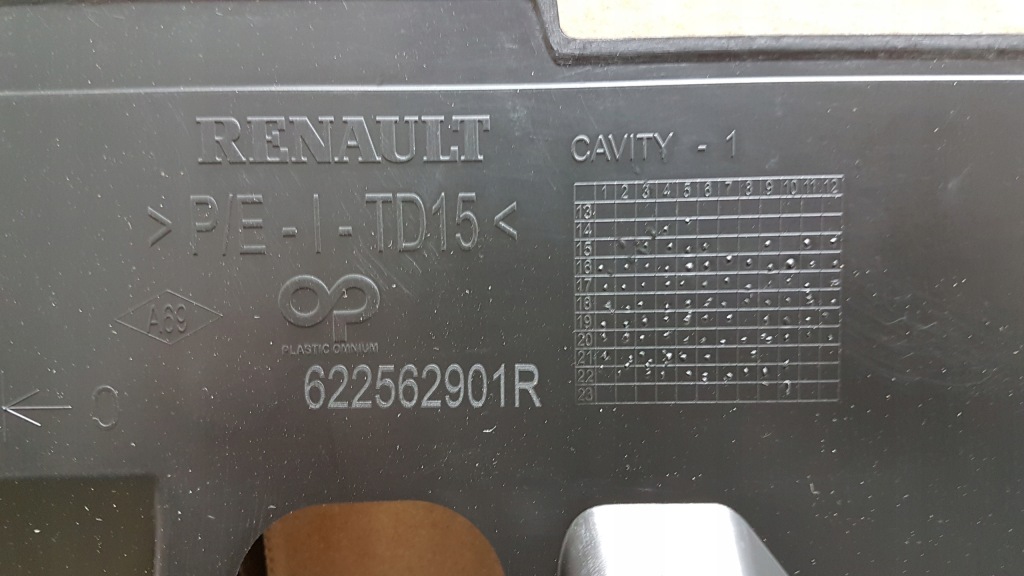 RENAULT
> P/E - I - TD15 <
A69
OP
PLASTIC OMNIUM
622562901R
CAVITY - 1
1 2 3 4 5 6 7 8 9 10 11 12
13
14
15
16
17
18
19
20
21
22
23